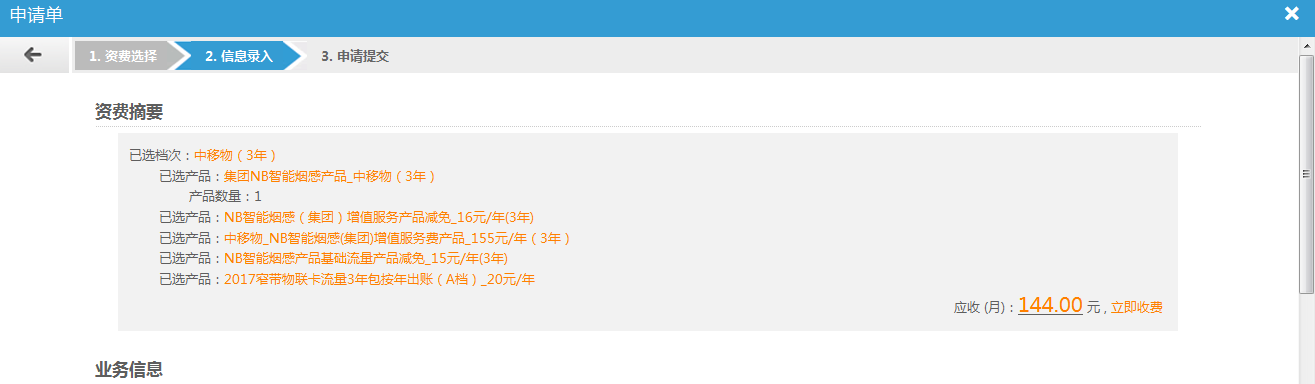 申请单
1. 资费选择 2. 信息录入 3. 申请提交
资费摘要
已选档次：中移物（3年）
已选产品：集团NB智能烟感产品_中移物（3年）
产品数量：1
已选产品：NB智能烟感（集团）增值服务产品减免_16元/年(3年)
已选产品：中移物_NB智能烟感(集团)增值服务费产品_155元/年（3年）
已选产品：NB智能烟感产品基础流量产品减免_15元/年(3年)
已选产品：2017窄带物联卡流量3年包按年出账（A档）_20元/年
应收 (月)：144.00 元 , 立即收费
业务信息